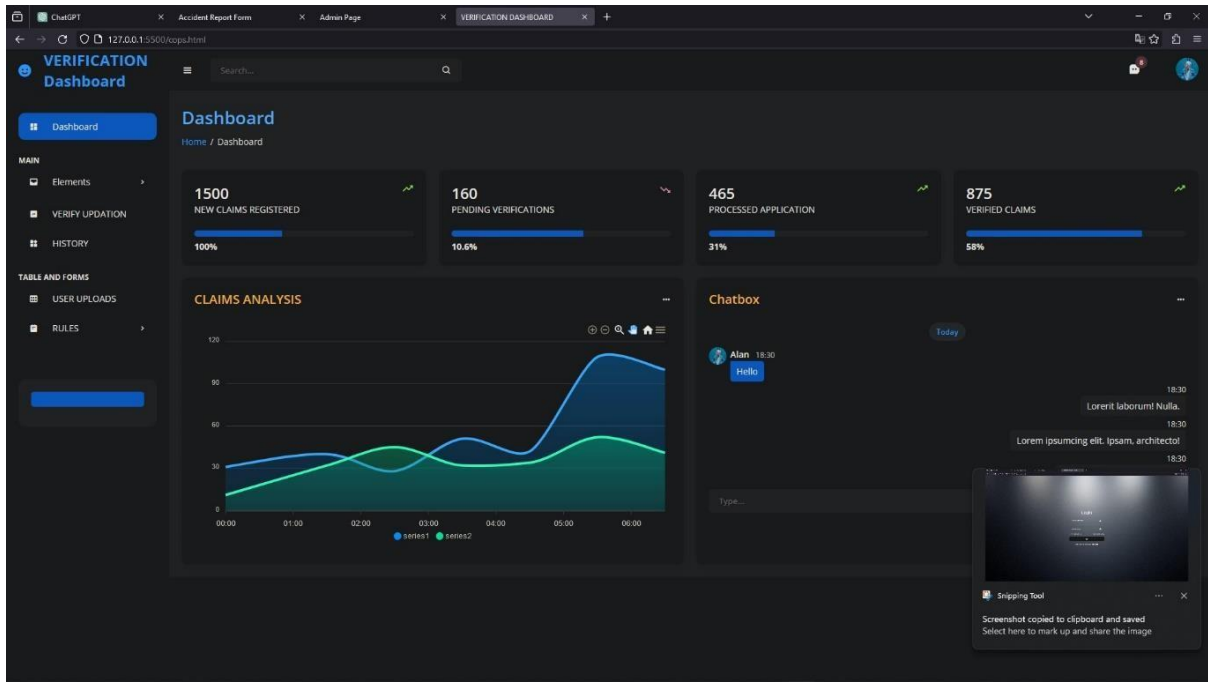 ChatGPT
Accident Report Form
Admin Page
VERIFICATION DASHBOARD
127.0.0.1:5500/cops.html
VERIFICATION
Dashboard
Search...
8
Dashboard
MAIN
Elements
VERIFY UPDATION
HISTORY
TABLE AND FORMS
USER UPLOADS
RULES
Dashboard
Home / Dashboard
1500
NEW CLAIMS REGISTERED
100%
160
PENDING VERIFICATIONS
10.6%
465
PROCESSED APPLICATION
31%
875
VERIFIED CLAIMS
58%
CLAIMS ANALYSIS
120
90
60
30
0
00:00 01:00 02:00 03:00 04:00 05:00 06:00
series1 series2
Chatbox
Today
Alan 18:30
Hello
18:30
Lorerit laborum! Nulla.
18:30
Lorem ipsumcing elit. Ipsam, architecto!
18:30
Type...
Login
Snipping Tool
Screenshot copied to clipboard and saved
Select here to mark up and share the image